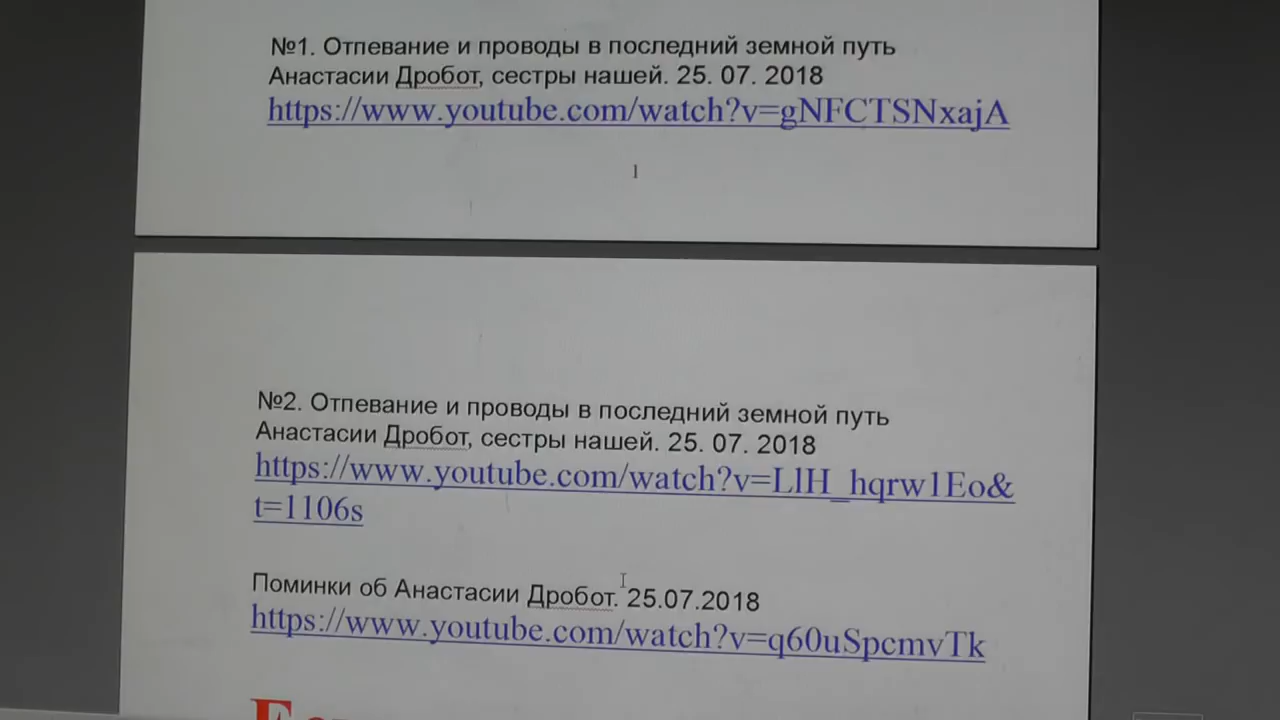 №1. Отпевание и проводы в последний земной путь
Анастасии Дробот, сестры нашей. 25. 07. 2018
https://www.youtube.com/watch?v=gNFCTSNxajA
1
№2. Отпевание и проводы в последний земной путь
Анастасии Дробот, сестры нашей. 25. 07. 2018
https://www.youtube.com/watch?v=LlH_hqrw1Eo&
t=1106s
Поминки об Анастасии Дробот. 25.07.2018
https://www.youtube.com/watch?v=q60uSpcmvTk